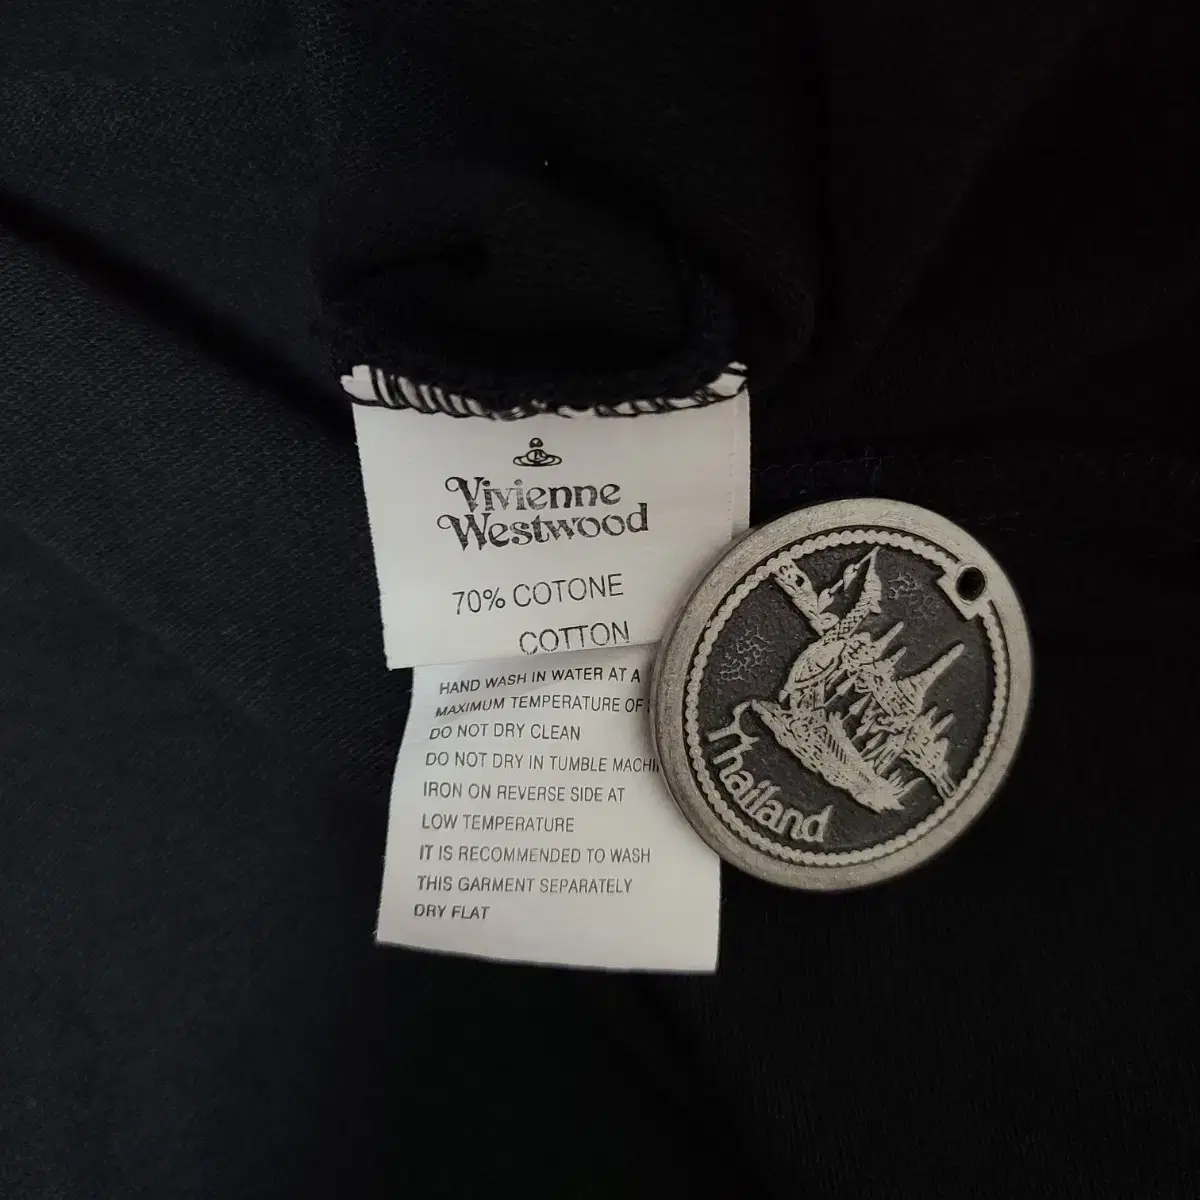 Vivienne
Westwood
70% COTONE
COTTON
HAND WASH IN WATER AT A
MAXIMUM TEMPERATURE OF
DO NOT DRY CLEAN
DO NOT DRY IN TUMBLE MACHI
IRON ON REVERSE SIDE AT
LOW TEMPERATURE
IT IS RECOMMENDED TO WASH
THIS GARMENT SEPARATELY
DRY FLAT
Thailand